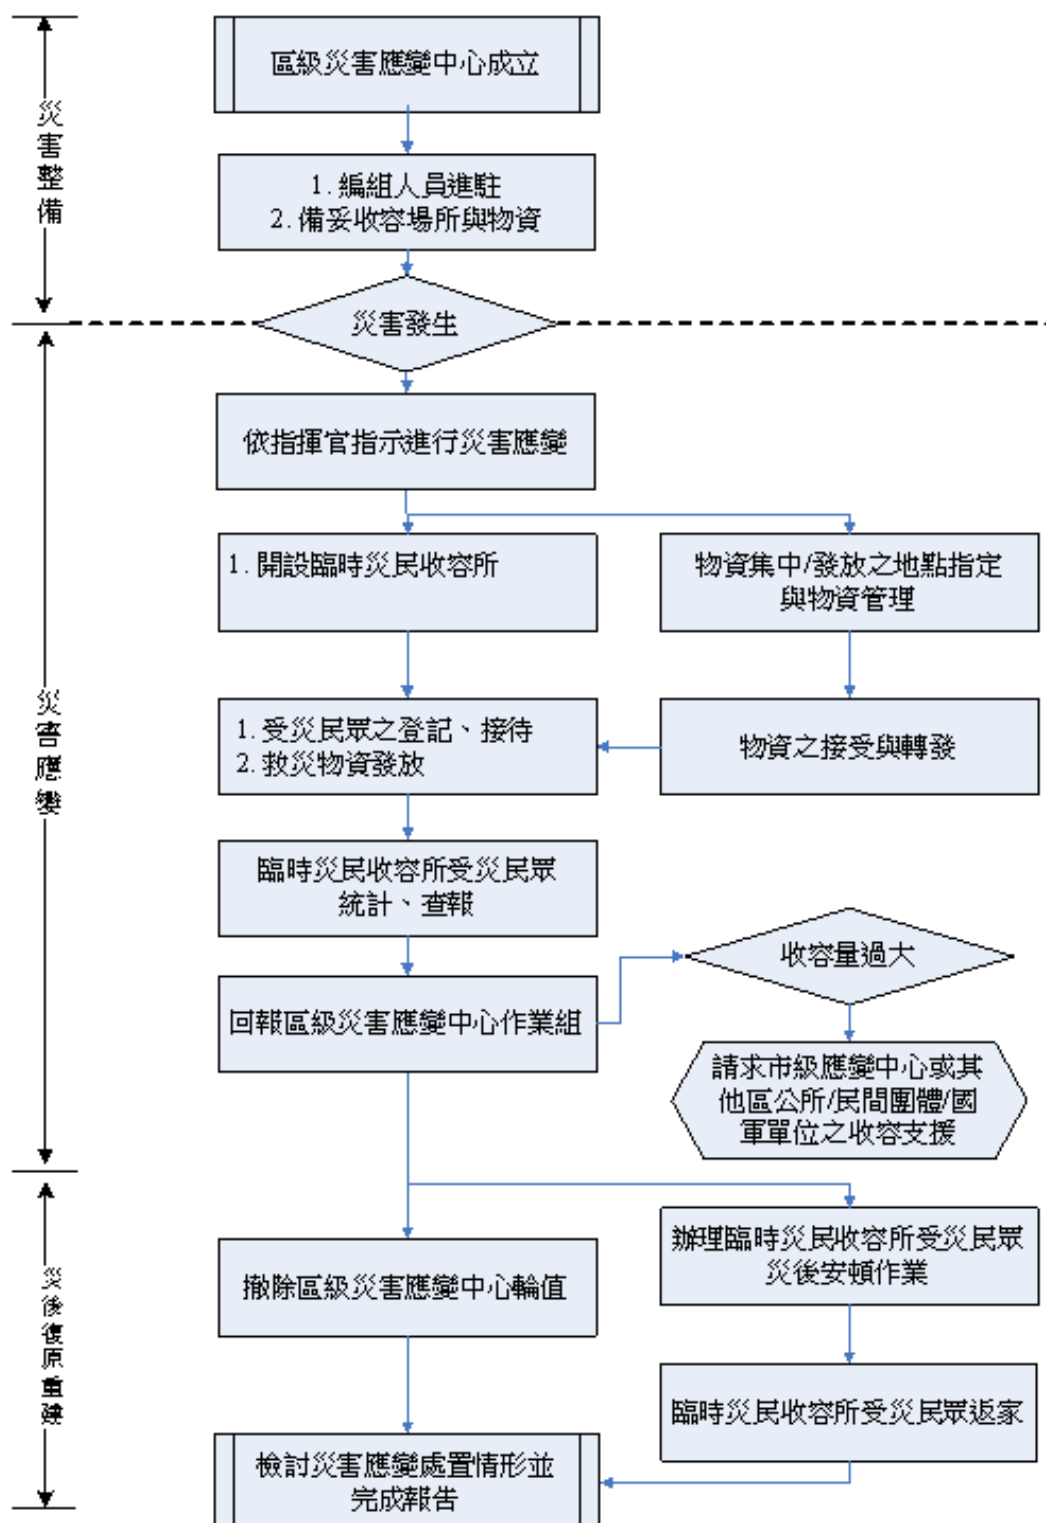 區級災害應變中心成立
災害整備
1. 編組人員進駐
2. 備妥收容場所與物資
災害發生
依指揮官指示進行災害應變
1. 開設臨時災民收容所
物資集中/發放之地點指定
與物資管理
災害應變
1. 受災民眾之登記、接待
2. 救災物資發放
物資之接受與轉發
臨時災民收容所受災民眾
統計、查報
收容量過大
回報區級災害應變中心作業組
請求市級應變中心或其
他區公所/民間團體/國
軍單位之收容支援
災後復原重建
撤除區級災害應變中心輪值
辦理臨時災民收容所受災民眾
災後安頓作業
臨時災民收容所受災民眾返家
檢討災害應變處置情形並
完成報告